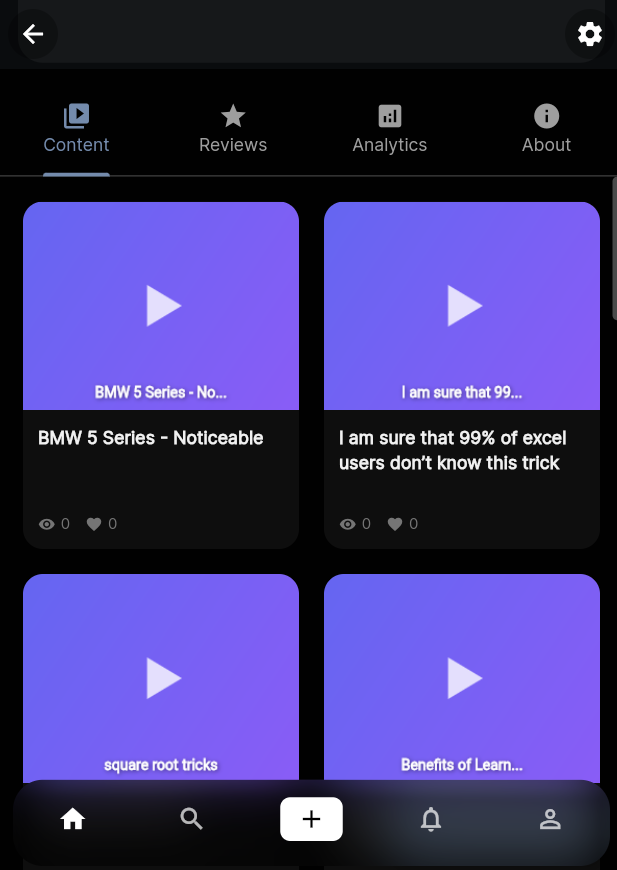 Content Reviews Analytics About
BMW 5 Series - No...
I am sure that 99...
BMW 5 Series - Noticeable
I am sure that 99% of excel
users don’t know this trick
0 0
0 0
square root tricks
Benefits of Learn...